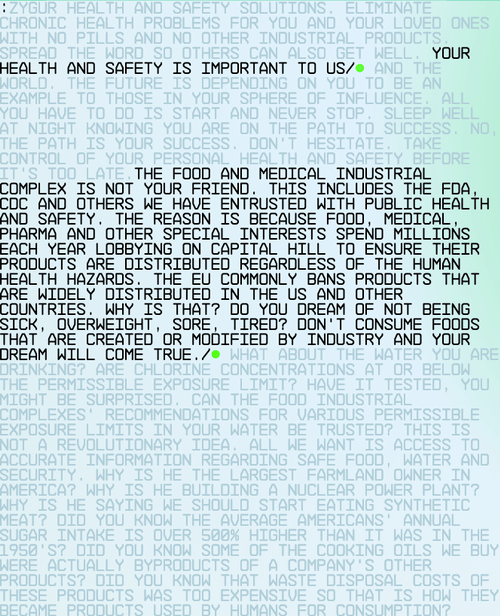 :ZYGUR HEALTH AND SAFETY SOLUTIONS. ELIMINATE
CHRONIC HEALTH PROBLEMS FOR YOU AND YOUR LOVED ONES
WITH NO PILLS AND NO OTHER INDUSTRIAL PRODUCTS.
SPREAD THE WORD SO OTHERS CAN ALSO GET WELL. YOUR
HEALTH AND SAFETY IS IMPORTANT TO US/● AND THE
WORLD. THE FUTURE IS DEPENDING ON YOU TO BE AN
EXAMPLE TO THOSE IN YOUR SPHERE OF INFLUENCE. ALL
YOU HAVE TO DO IS START AND NEVER STOP. SLEEP WELL
AT NIGHT KNOWING YOU ARE ON THE PATH TO SUCCESS. NO,
THE PATH IS YOUR SUCCESS. DON'T HESITATE. TAKE
CONTROL OF YOUR PERSONAL HEALTH AND SAFETY BEFORE
IT'S TOO LATE. THE FOOD AND MEDICAL INDUSTRIAL
COMPLEX IS NOT YOUR FRIEND. THIS INCLUDES THE FDA,
CDC AND OTHERS WE HAVE ENTRUSTED WITH PUBLIC HEALTH
AND SAFETY. THE REASON IS BECAUSE FOOD, MEDICAL,
PHARMA AND OTHER SPECIAL INTERESTS SPEND MILLIONS
EACH YEAR LOBBYING ON CAPITAL HILL TO ENSURE THEIR
PRODUCTS ARE DISTRIBUTED REGARDLESS OF THE HUMAN
HEALTH HAZARDS. THE EU COMMONLY BANS PRODUCTS THAT
ARE WIDELY DISTRIBUTED IN THE US AND OTHER
COUNTRIES. WHY IS THAT? DO YOU DREAM OF NOT BEING
SICK, OVERWEIGHT, SORE, TIRED? DON'T CONSUME FOODS
THAT ARE CREATED OR MODIFIED BY INDUSTRY AND YOUR
DREAM WILL COME TRUE./● WHAT ABOUT THE WATER YOU ARE
DRINKING? ARE CHLORINE CONCENTRATIONS AT OR BELOW
THE PERMISSIBLE EXPOSURE LIMIT? HAVE IT TESTED, YOU
MIGHT BE SURPRISED. CAN THE FOOD INDUSTRIAL
COMPLEXES' RECOMMENDATIONS FOR VARIOUS PERMISSIBLE
EXPOSURE LIMITS IN YOUR WATER BE TRUSTED? THIS IS
NOT A REVOLUTIONARY IDEA. ALL WE WANT IS ACCESS TO
ACCURATE INFORMATION REGARDING SAFE FOOD, WATER AND
SECURITY. WHY IS HE THE LARGEST FARMLAND OWNER IN
AMERICA? WHY IS HE BUILDING A NUCLEAR POWER PLANT?
WHY IS HE SAYING WE SHOULD START EATING SYNTHETIC
MEAT? DID YOU KNOW THE AVERAGE AMERICANS' ANNUAL
SUGAR INTAKE IS OVER 500% HIGHER THAN IT WAS IN THE
1950'S? DID YOU KNOW SOME OF THE COOKING OILS WE BUY
WERE ACTUALLY BYPRODUCTS OF A COMPANY'S OTHER
PRODUCTS? DID YOU KNOW THAT WASTE DISPOSAL COSTS OF
THESE PRODUCTS WAS TOO EXPENSIVE SO THAT IS HOW THEY
BECAME PRODUCTS USED BY HUMANS FOR CONSUMPTION?